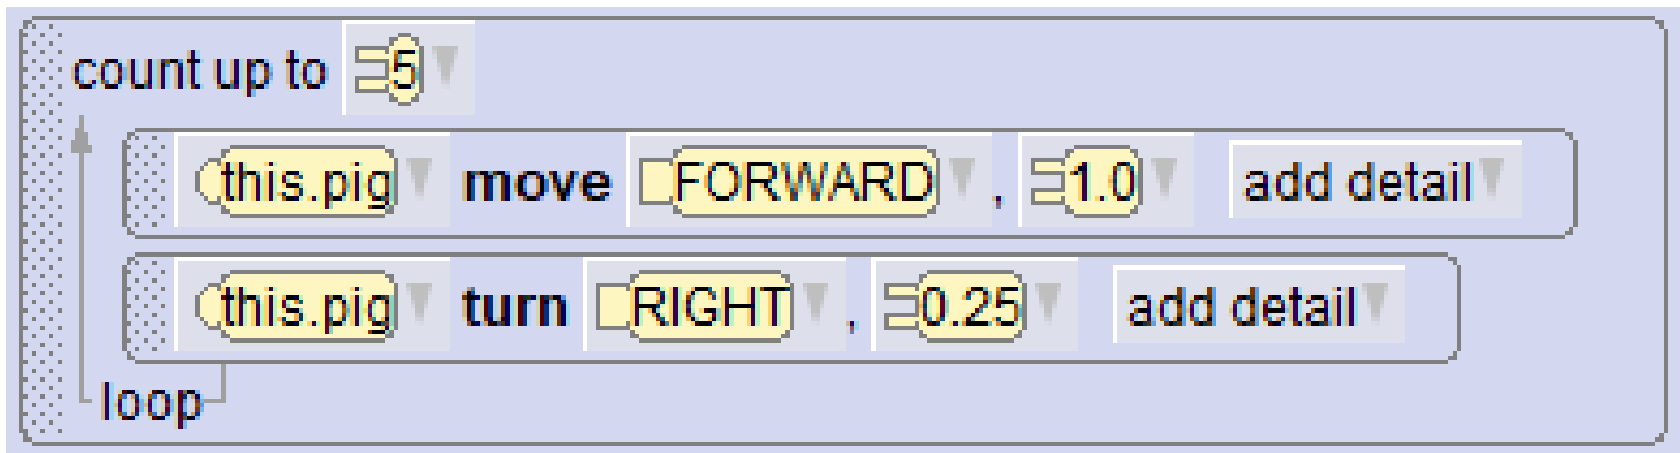 count up to 5
this.pig move FORWARD , 1.0 add detail
this.pig turn RIGHT , 0.25 add detail
loop